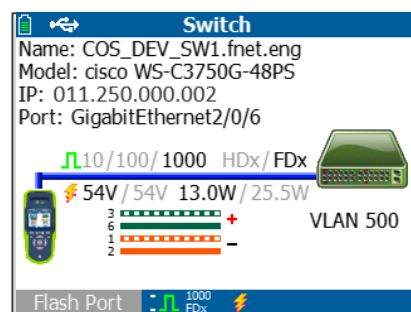 Switch
Name: COS_DEV_SW1.fnet.eng
Model: cisco WS-C3750G-48PS
IP: 011.250.000.002
Port: GigabitEthernet2/0/6
10/100/1000 HDx/FDx
54V/54V 13.0W/25.5W
3
6 +
1
2 −
VLAN 500
Flash Port 1000 FDx